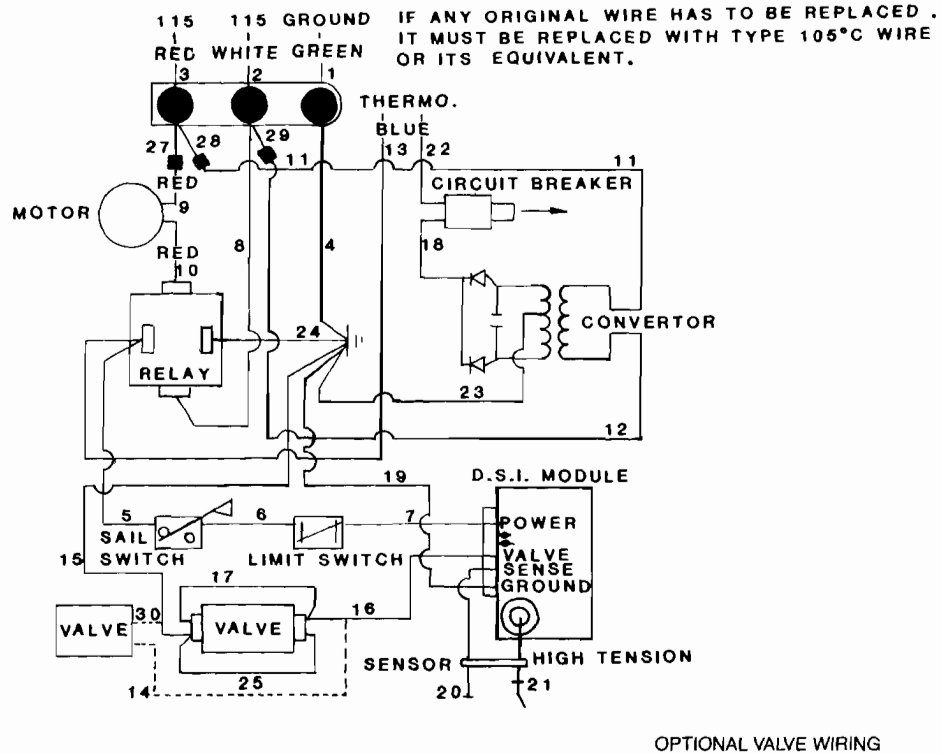 115 115 GROUND
RED WHITE GREEN
IF ANY ORIGINAL WIRE HAS TO BE REPLACED .
IT MUST BE REPLACED WITH TYPE 105°C WIRE
OR ITS EQUIVALENT.
3 2 1
THERMO.
BLUE
27 28 29 11 13 22 11
RED
CIRCUIT BREAKER
MOTOR 9
8 4 18
RED
10
24
CONVERTOR
RELAY
23
12
19
D.S.I. MODULE
5 6 7
POWER
SAIL
SWITCH
LIMIT SWITCH
15
VALVE
SENSE
GROUND
17
16
30
VALVE
VALVE
25
14
SENSOR
HIGH TENSION
20
21
OPTIONAL VALVE WIRING